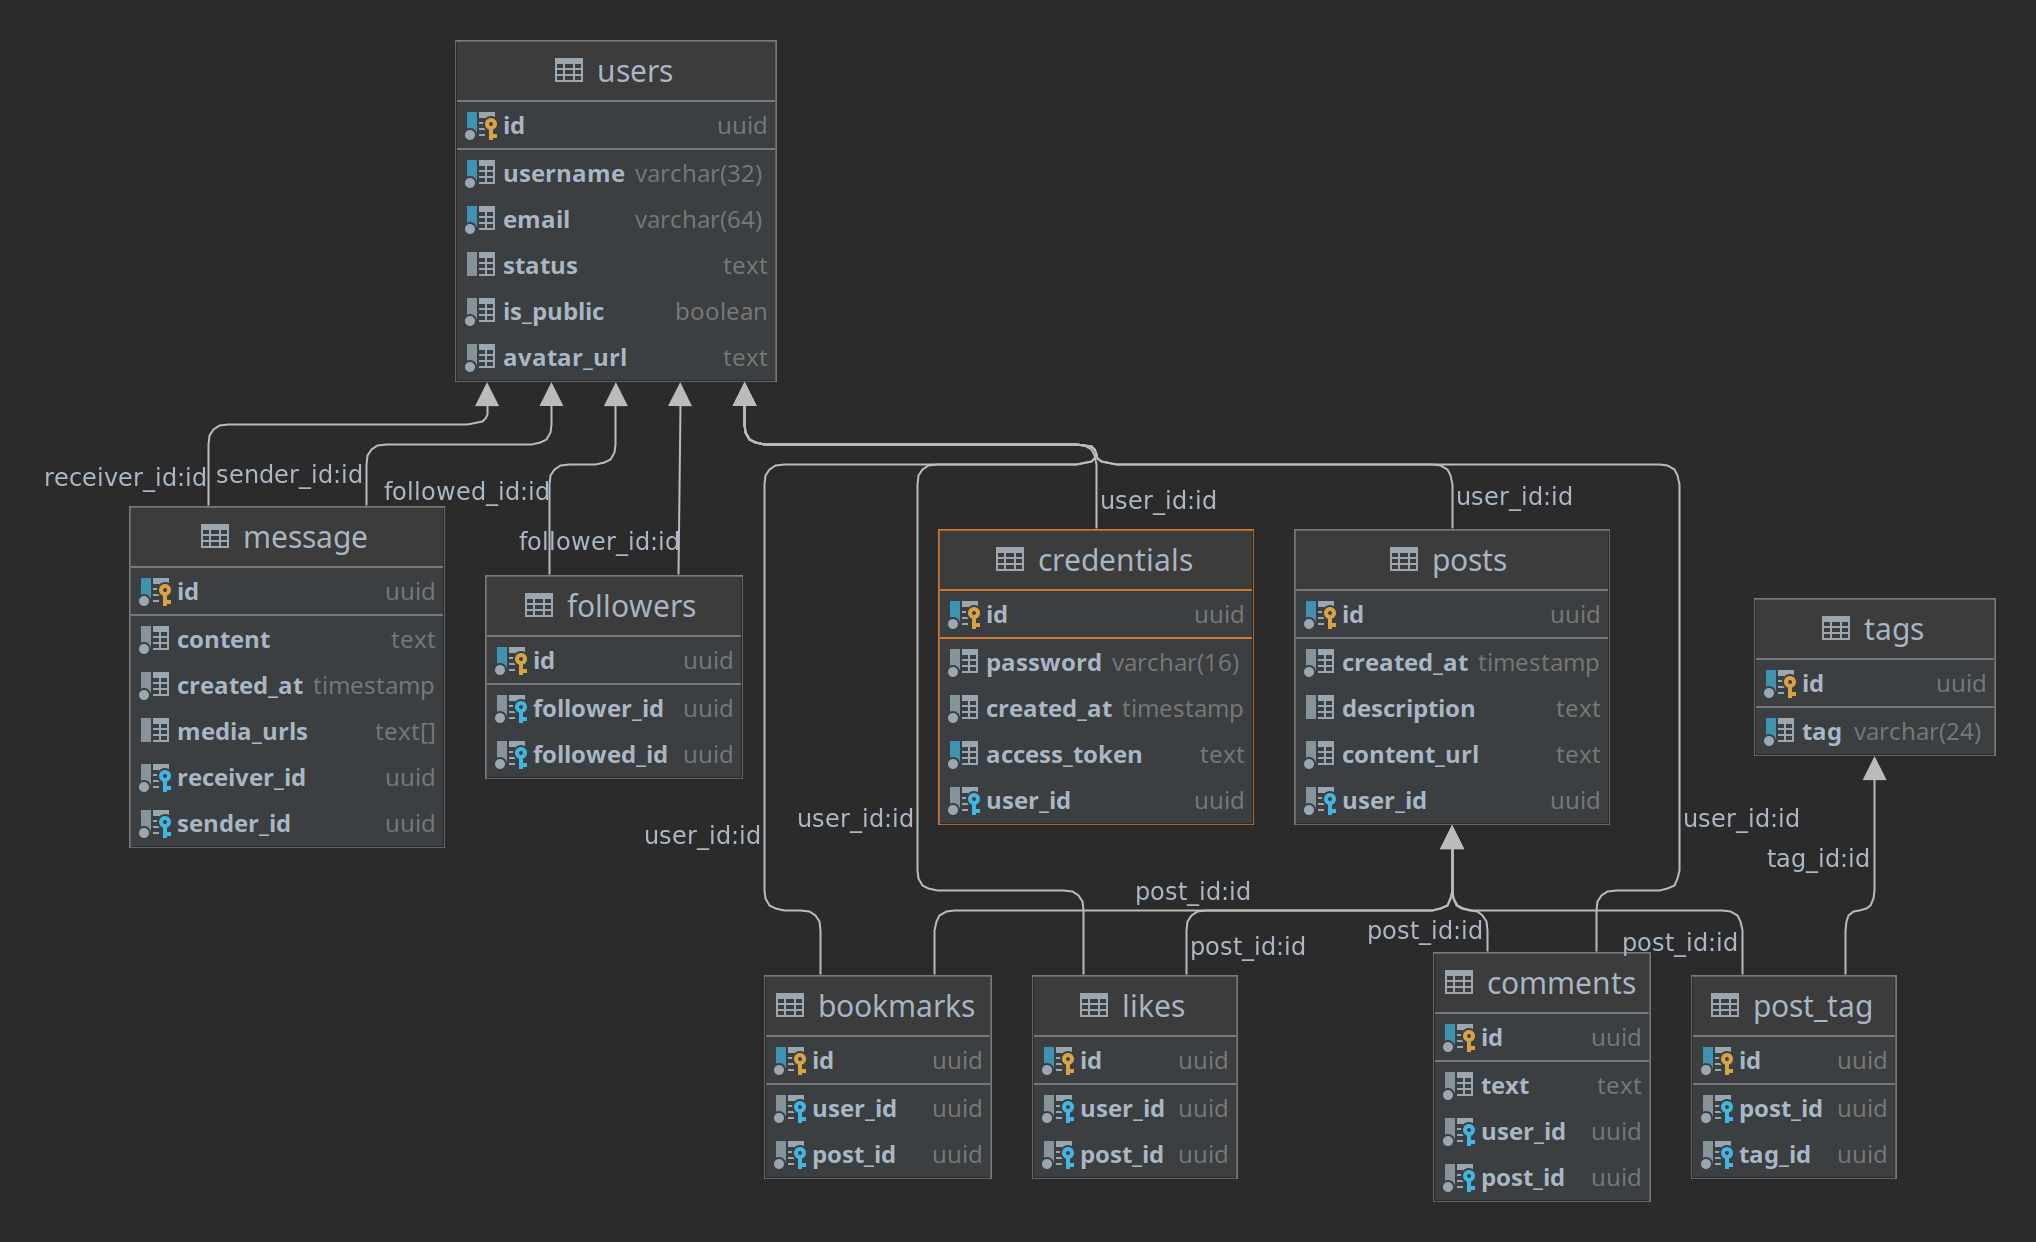 users
id uuid
username varchar(32)
email varchar(64)
status text
is_public boolean
avatar_url text
receiver_id:id
sender_id:id
followed_id:id
follower_id:id
user_id:id
user_id:id
message
id uuid
content text
created_at timestamp
media_urls text[]
receiver_id uuid
sender_id uuid
followers
id uuid
follower_id uuid
followed_id uuid
credentials
id uuid
password varchar(16)
created_at timestamp
access_token text
user_id uuid
posts
id uuid
created_at timestamp
description text
content_url text
user_id uuid
tags
id uuid
tag varchar(24)
user_id:id
user_id:id
user_id:id
tag_id:id
post_id:id
post_id:id
post_id:id
post_id:id
bookmarks
id uuid
user_id uuid
post_id uuid
likes
id uuid
user_id uuid
post_id uuid
comments
id uuid
text text
user_id uuid
post_id uuid
post_tag
id uuid
post_id uuid
tag_id uuid